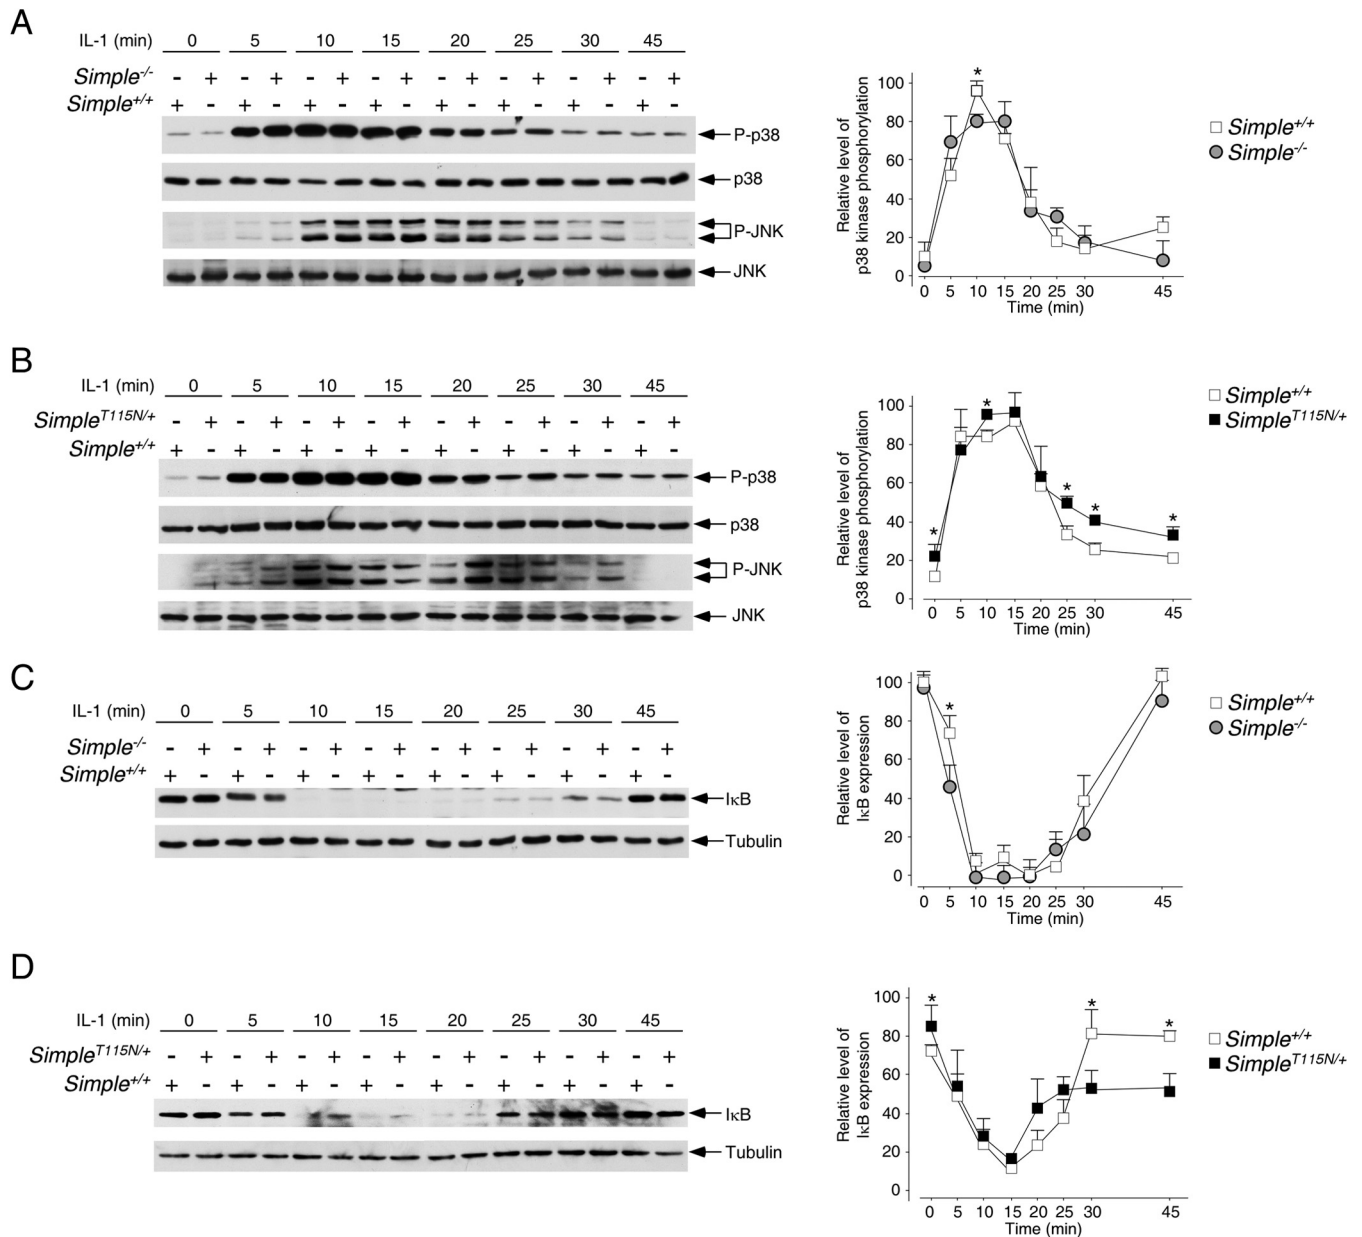 A
IL-1 (min) 0 5 10 15 20 25 30 45
Simple-/- - + - + - + - + - + - + - + - +
Simple+/+ + - + - + - + - + - + - + - + -
P-p38
p38
P-JNK
JNK
Relative level of
p38 kinase phosphorylation
100
80
60
40
20
0
*
0 5 10 15 20 25 30 45
Time (min)
Simple+/+
Simple-/-
B
IL-1 (min) 0 5 10 15 20 25 30 45
SimpleT115N/+ - + - + - + - + - + - + - + - +
Simple+/+ + - + - + - + - + - + - + - + -
P-p38
p38
P-JNK
JNK
Relative level of
p38 kinase phosphorylation
100
80
60
40
20
0
* * * * *
0 5 10 15 20 25 30 45
Time (min)
Simple+/+
SimpleT115N/+
C
IL-1 (min) 0 5 10 15 20 25 30 45
Simple-/- - + - + - + - + - + - + - + - +
Simple+/+ + - + - + - + - + - + - + - + -
IκB
Tubulin
Relative level of
IκB expression
100
80
60
40
20
0
*
0 5 10 15 20 25 30 45
Time (min)
Simple+/+
Simple-/-
D
IL-1 (min) 0 5 10 15 20 25 30 45
SimpleT115N/+ - + - + - + - + - + - + - + - +
Simple+/+ + - + - + - + - + - + - + - + -
IκB
Tubulin
Relative level of
IκB expression
100
80
60
40
20
0
* * *
0 5 10 15 20 25 30 45
Time (min)
Simple+/+
SimpleT115N/+